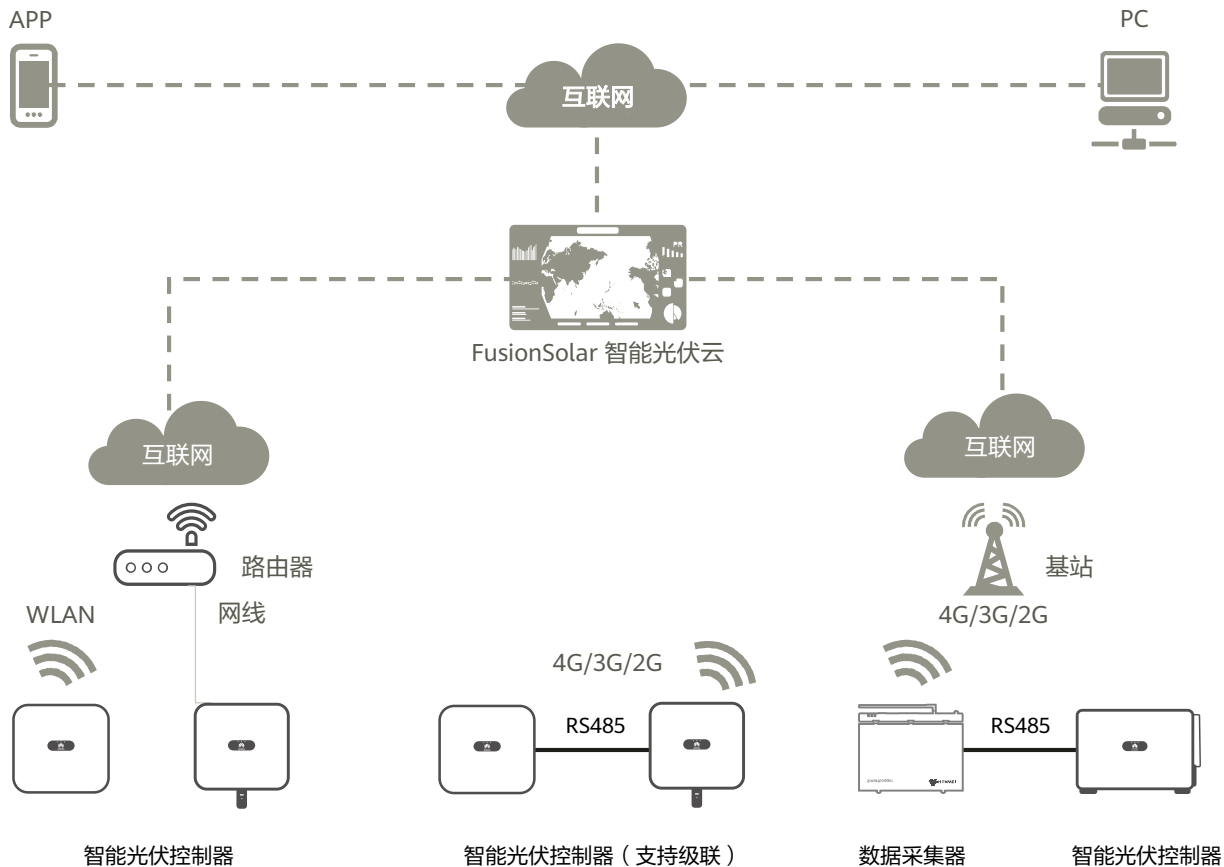 APP
PC
互联网
FusionSolar 智能光伏云
互联网
互联网
路由器
基站
WLAN
网线
4G/3G/2G
4G/3G/2G
RS485
RS485
智能光伏控制器
智能光伏控制器（支持级联）
数据采集器
智能光伏控制器